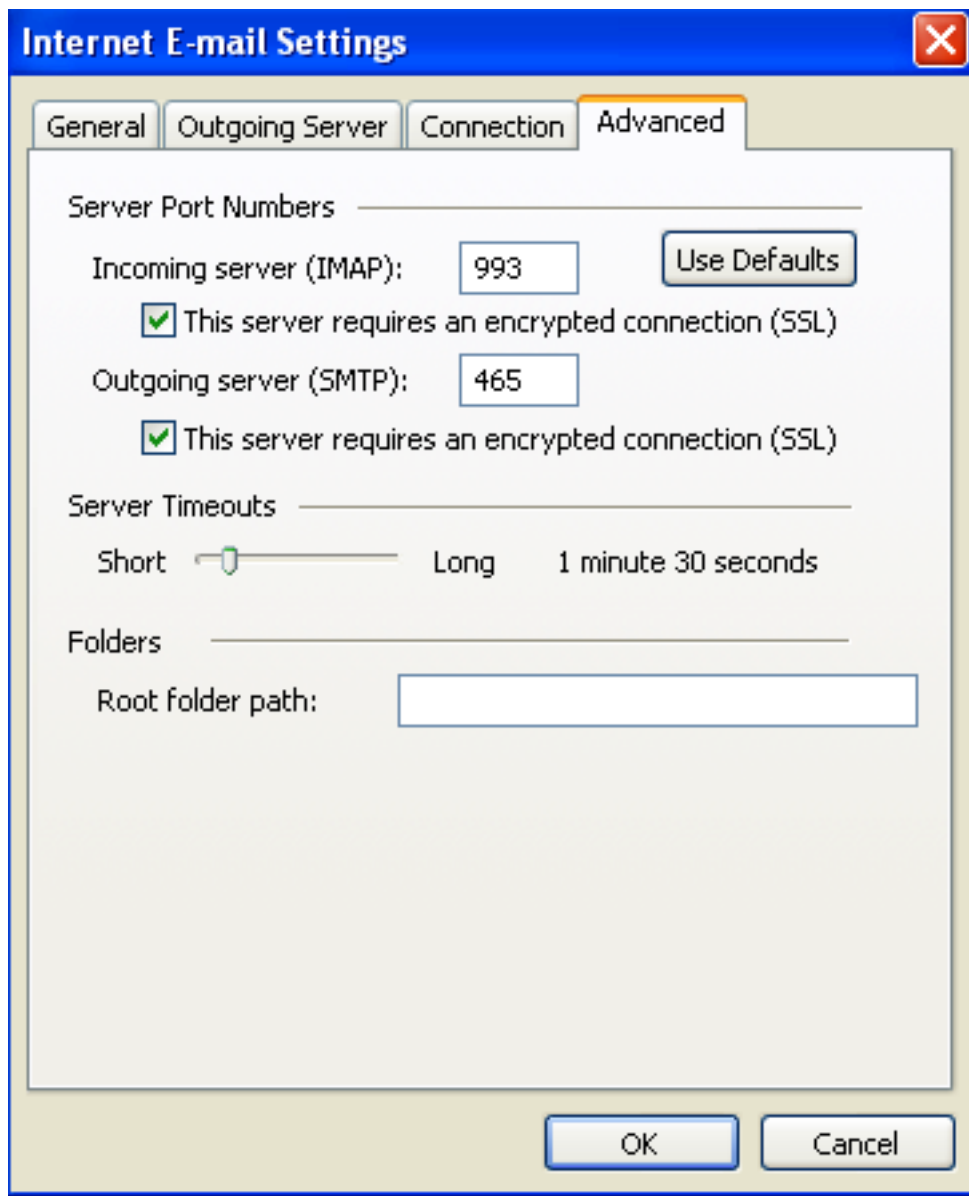 Internet E-mail Settings
General Outgoing Server Connection Advanced
Server Port Numbers
Incoming server (IMAP): 993 Use Defaults
This server requires an encrypted connection (SSL)
Outgoing server (SMTP): 465
This server requires an encrypted connection (SSL)
Server Timeouts
Short Long 1 minute 30 seconds
Folders
Root folder path:
OK Cancel